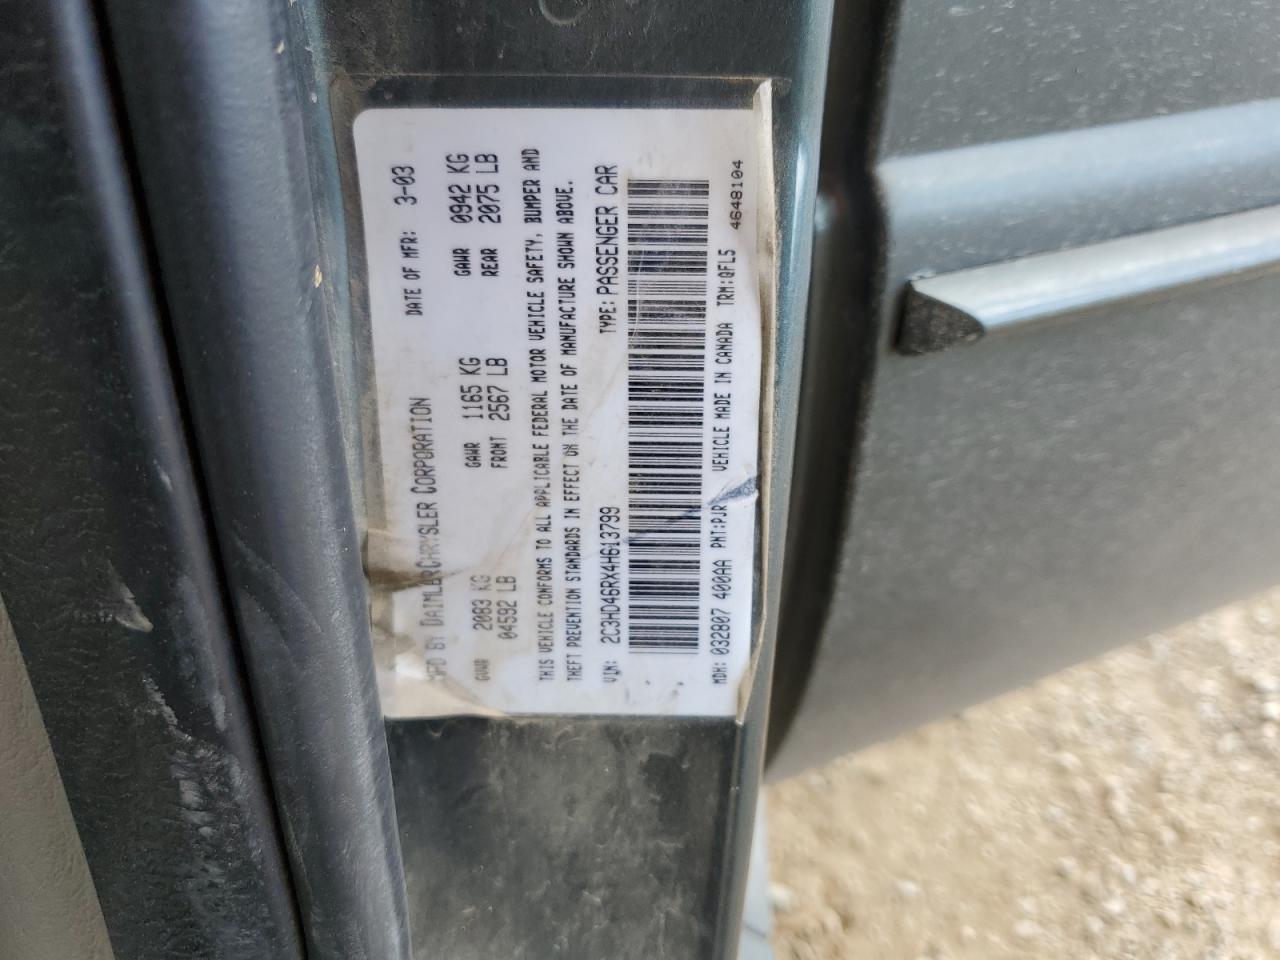 MFD BY DAIMLERCHRYSLER CORPORATION DATE OF MFR: 3-03
GVWR 2083 KG GAWR 1165 KG GAWR 0942 KG
04592 LB FRONT 2567 LB REAR 2075 LB
THIS VEHICLE CONFORMS TO ALL APPLICABLE FEDERAL MOTOR VEHICLE SAFETY, BUMPER AND
THEFT PREVENTION STANDARDS IN EFFECT ON THE DATE OF MANUFACTURE SHOWN ABOVE.
VIN: 2C3HD46RX4H613799 TYPE: PASSENGER CAR
MDH: 032807 400AA PNT:PJR VEHICLE MADE IN CANADA TRM:QFL5
4648104